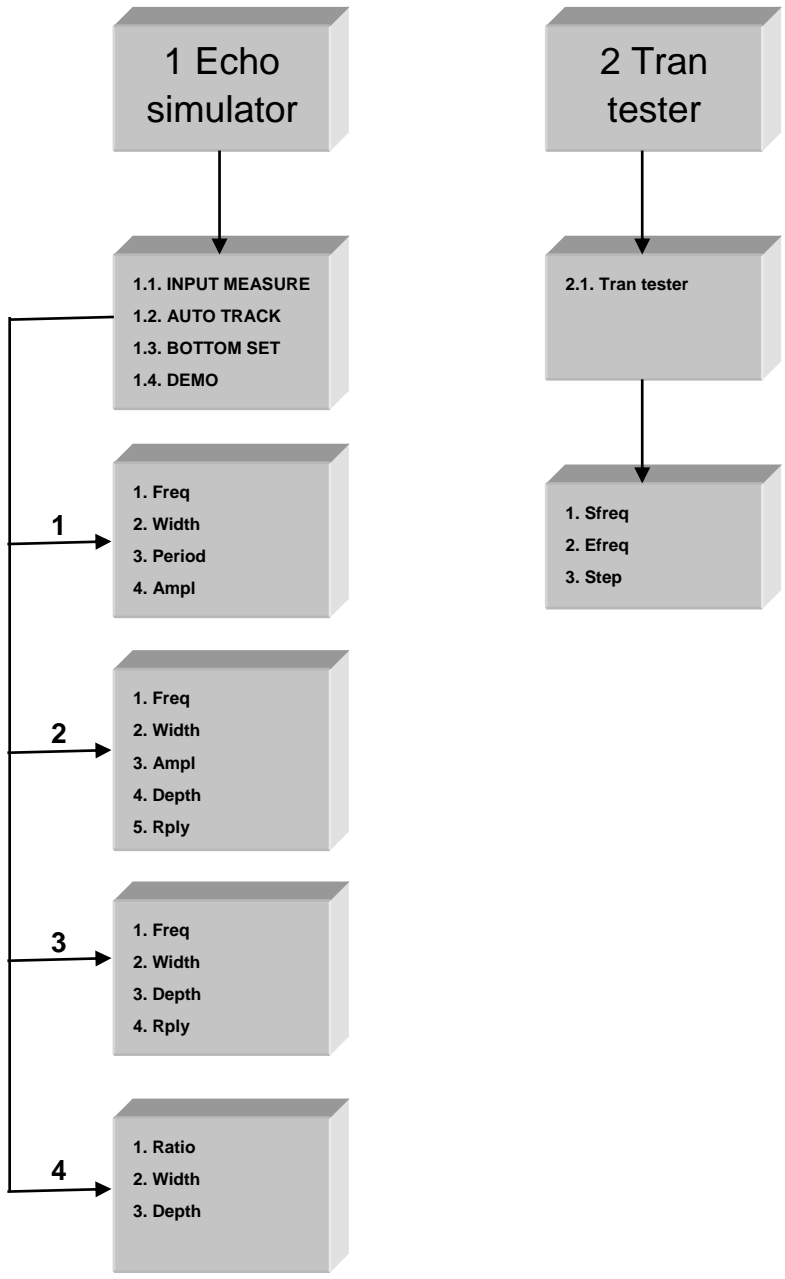 1 Echo
simulator
1.1. INPUT MEASURE
1.2. AUTO TRACK
1.3. BOTTOM SET
1.4. DEMO
1
1. Freq
2. Width
3. Period
4. Ampl
2
1. Freq
2. Width
3. Ampl
4. Depth
5. Rply
3
1. Freq
2. Width
3. Depth
4. Rply
4
1. Ratio
2. Width
3. Depth
2 Tran
tester
2.1. Tran tester
1. Sfreq
2. Efreq
3. Step